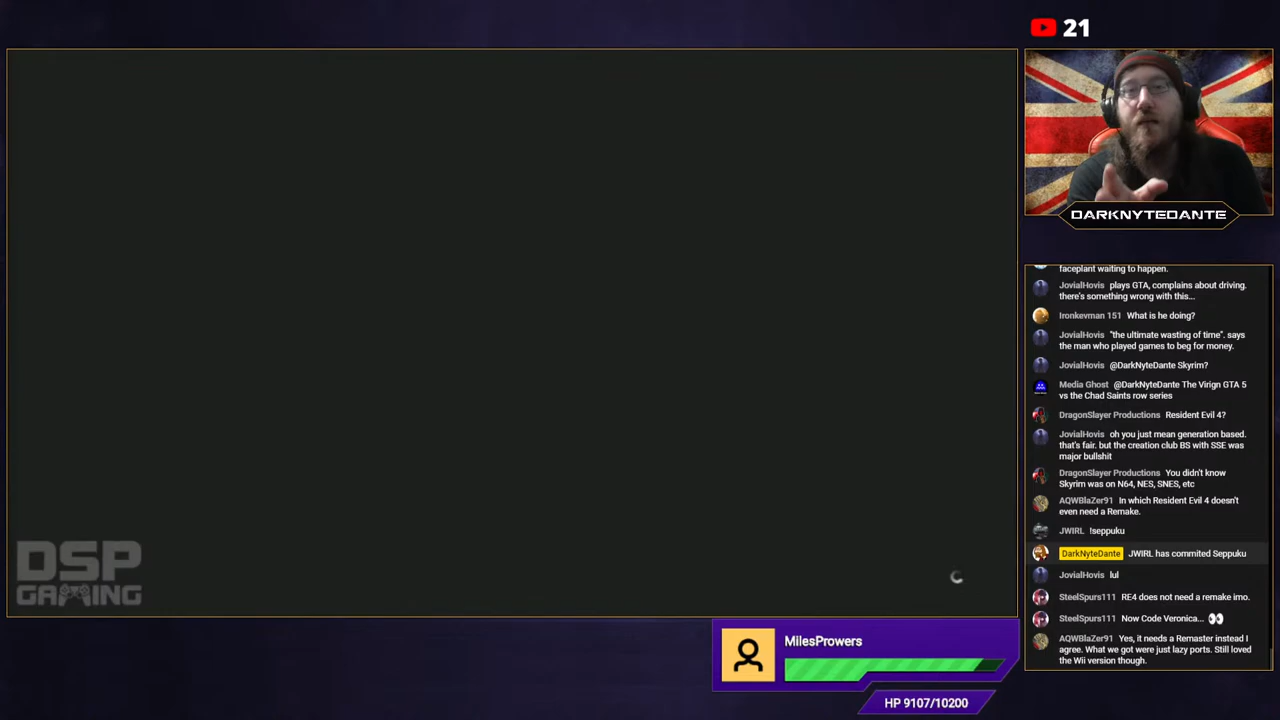 21
DARKNYTEDANTE
faceplant waiting to happen.
JovialHovis plays GTA, complains about driving.
there's something wrong with this...
Ironkevman 151 What is he doing?
JovialHovis "the ultimate wasting of time". says
the man who played games to beg for money.
JovialHovis @DarkNyteDante Skyrim?
Media Ghost @DarkNyteDante The Virign GTA 5
vs the Chad Saints row series
DragonSlayer Productions Resident Evil 4?
JovialHovis oh you just mean generation based.
that's fair. but the creation club BS with SSE was
major bullshit
DragonSlayer Productions You didn't know
Skyrim was on N64, NES, SNES, etc
AQWBlaZer91 In which Resident Evil 4 doesn't
even need a Remake.
JWIRL !seppuku
DarkNyteDante JWIRL has commited Seppuku
JovialHovis lul
SteelSpurs111 RE4 does not need a remake imo.
SteelSpurs111 Now Code Veronica... 👀
AQWBlaZer91 Yes, it needs a Remaster instead I
agree. What we got were just lazy ports. Still loved
the Wii version though.
DSP
GAMING
MilesProwers
HP 9107/10200